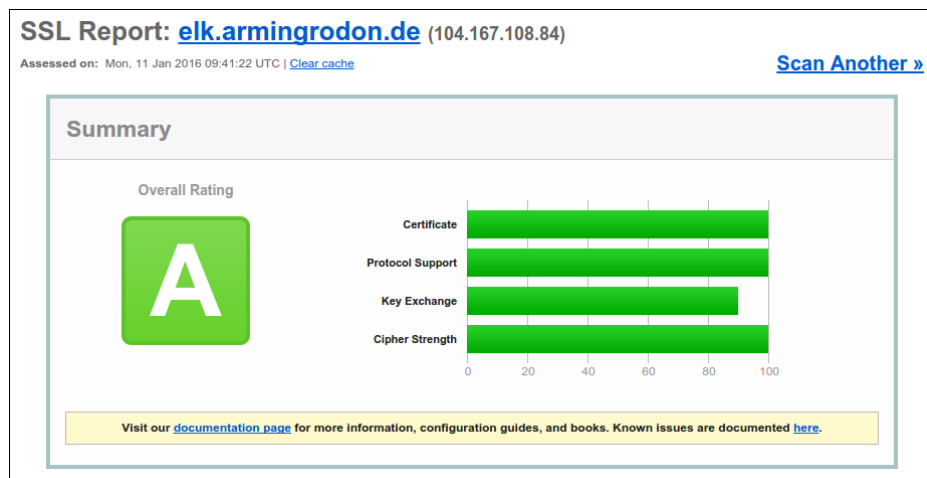 SSL Report: elk.armingrodon.de (104.167.108.84)
Assessed on: Mon, 11 Jan 2016 09:41:22 UTC | Clear cache
Scan Another »
Summary
Overall Rating
A
Certificate
Protocol Support
Key Exchange
Cipher Strength
0 20 40 60 80 100
Visit our documentation page for more information, configuration guides, and books. Known issues are documented here.